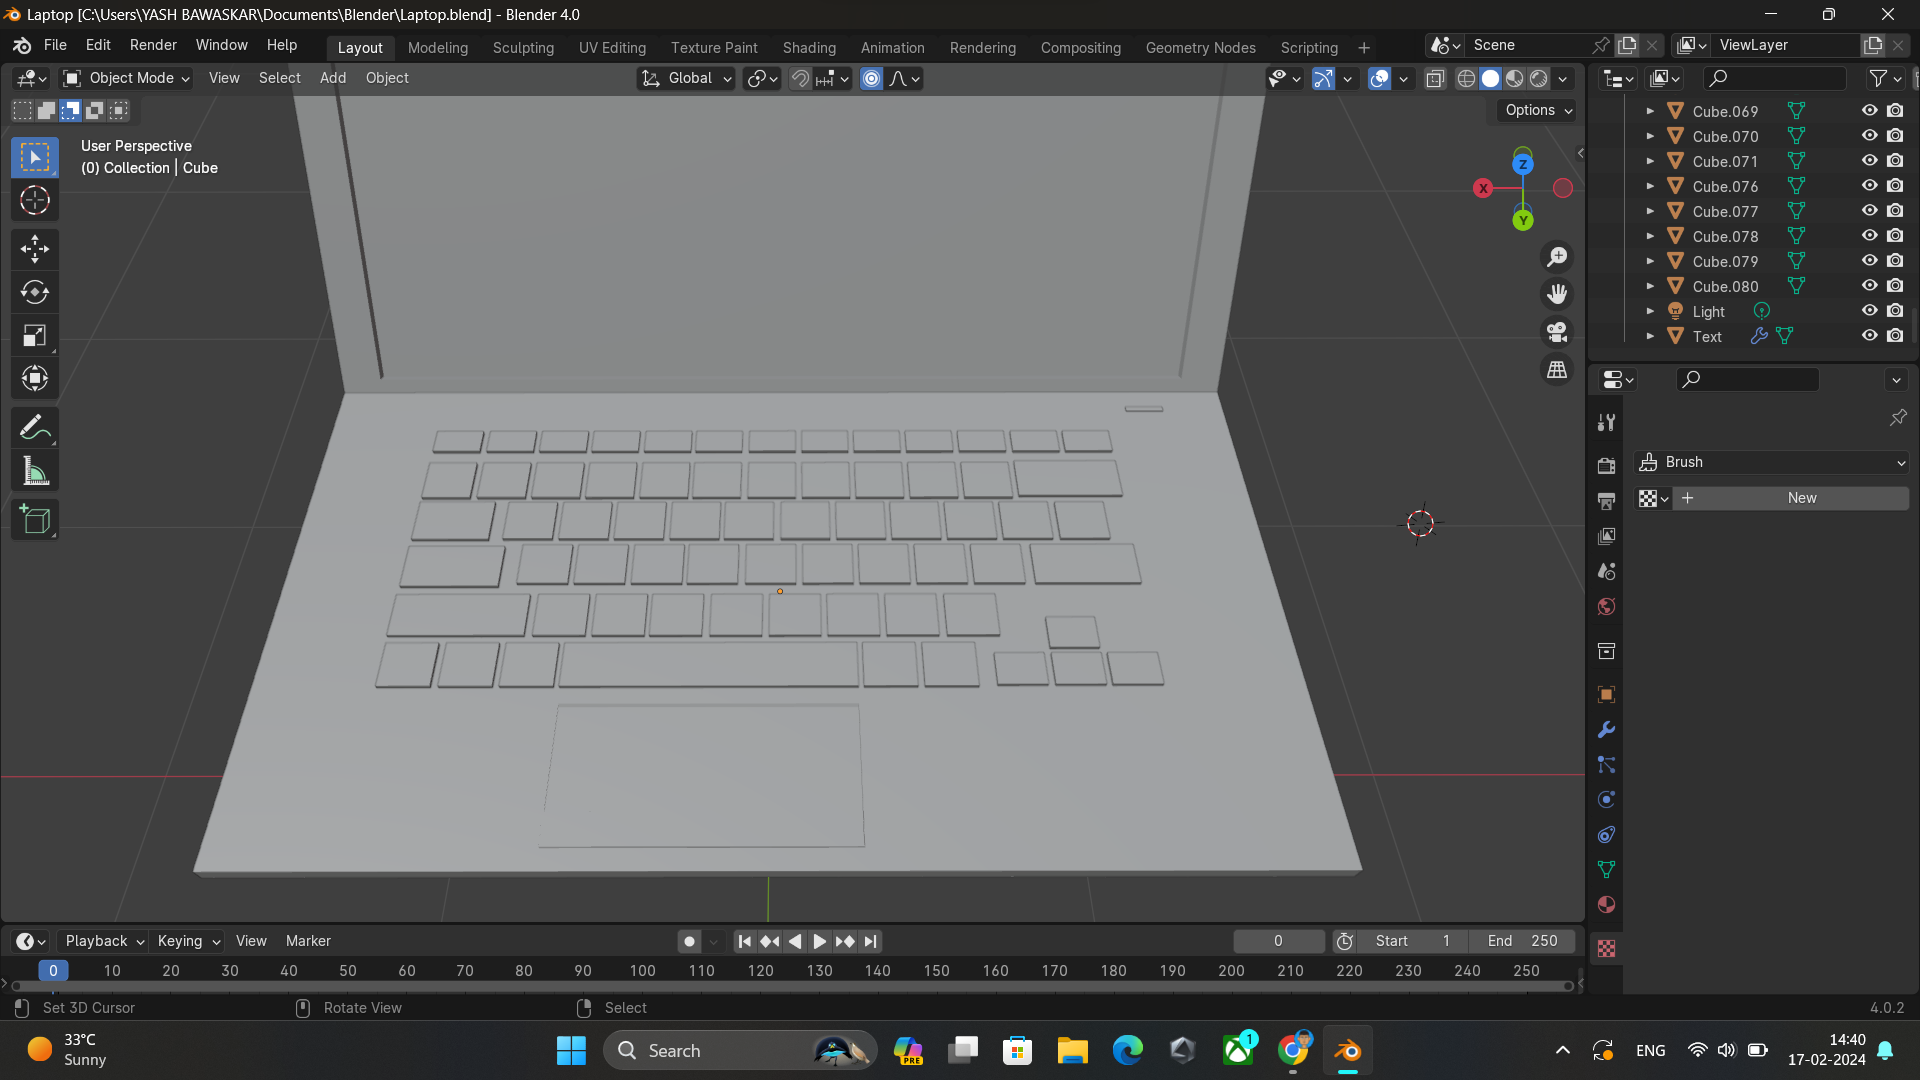 Laptop [C:\Users\YASH BAWASKAR\Documents\Blender\Laptop.blend] - Blender 4.0
File Edit Render Window Help Layout Modeling Sculpting UV Editing Texture Paint Shading Animation Rendering Compositing Geometry Nodes Scripting + Scene ViewLayer
Object Mode View Select Add Object Global
Options
User Perspective
(0) Collection | Cube
Z
X
Y
Cube.069
Cube.070
Cube.071
Cube.076
Cube.077
Cube.078
Cube.079
Cube.080
Light
Text
Brush
+ New
Playback Keying View Marker 0 Start 1 End 250
0 10 20 30 40 50 60 70 80 90 100 110 120 130 140 150 160 170 180 190 200 210 220 230 240 250
Set 3D Cursor Rotate View Select 4.0.2
33°C
Sunny
Search
PRE
1
ENG
14:40
17-02-2024